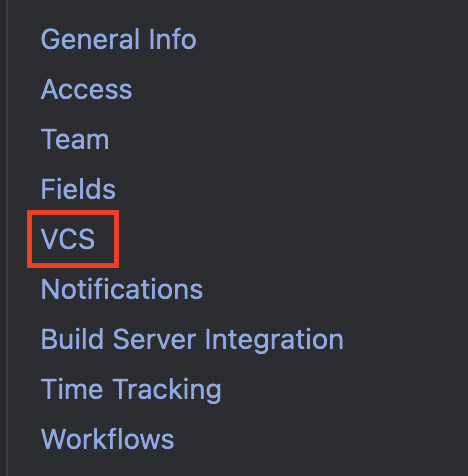 General Info
Access
Team
Fields
VCS
Notifications
Build Server Integration
Time Tracking
Workflows